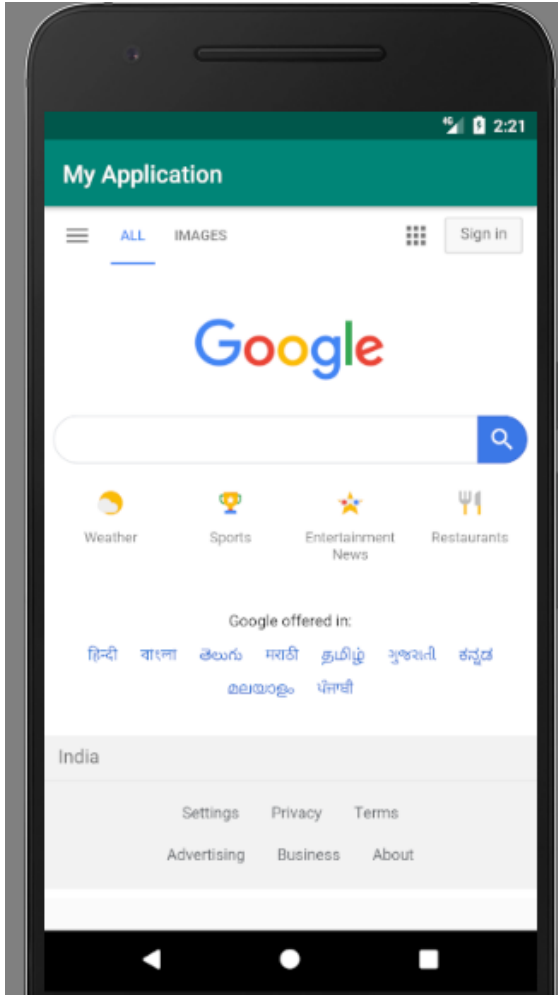 4G 2:21
My Application
ALL IMAGES Sign in
Google
Weather Sports Entertainment Restaurants
News
Google offered in:
हिन्दी বাংলা తెలుగు मराठी தமிழ் ગુજરાતી ಕನ್ನಡ
മലയാളം ਪੰਜਾਬੀ
India
Settings Privacy Terms
Advertising Business About